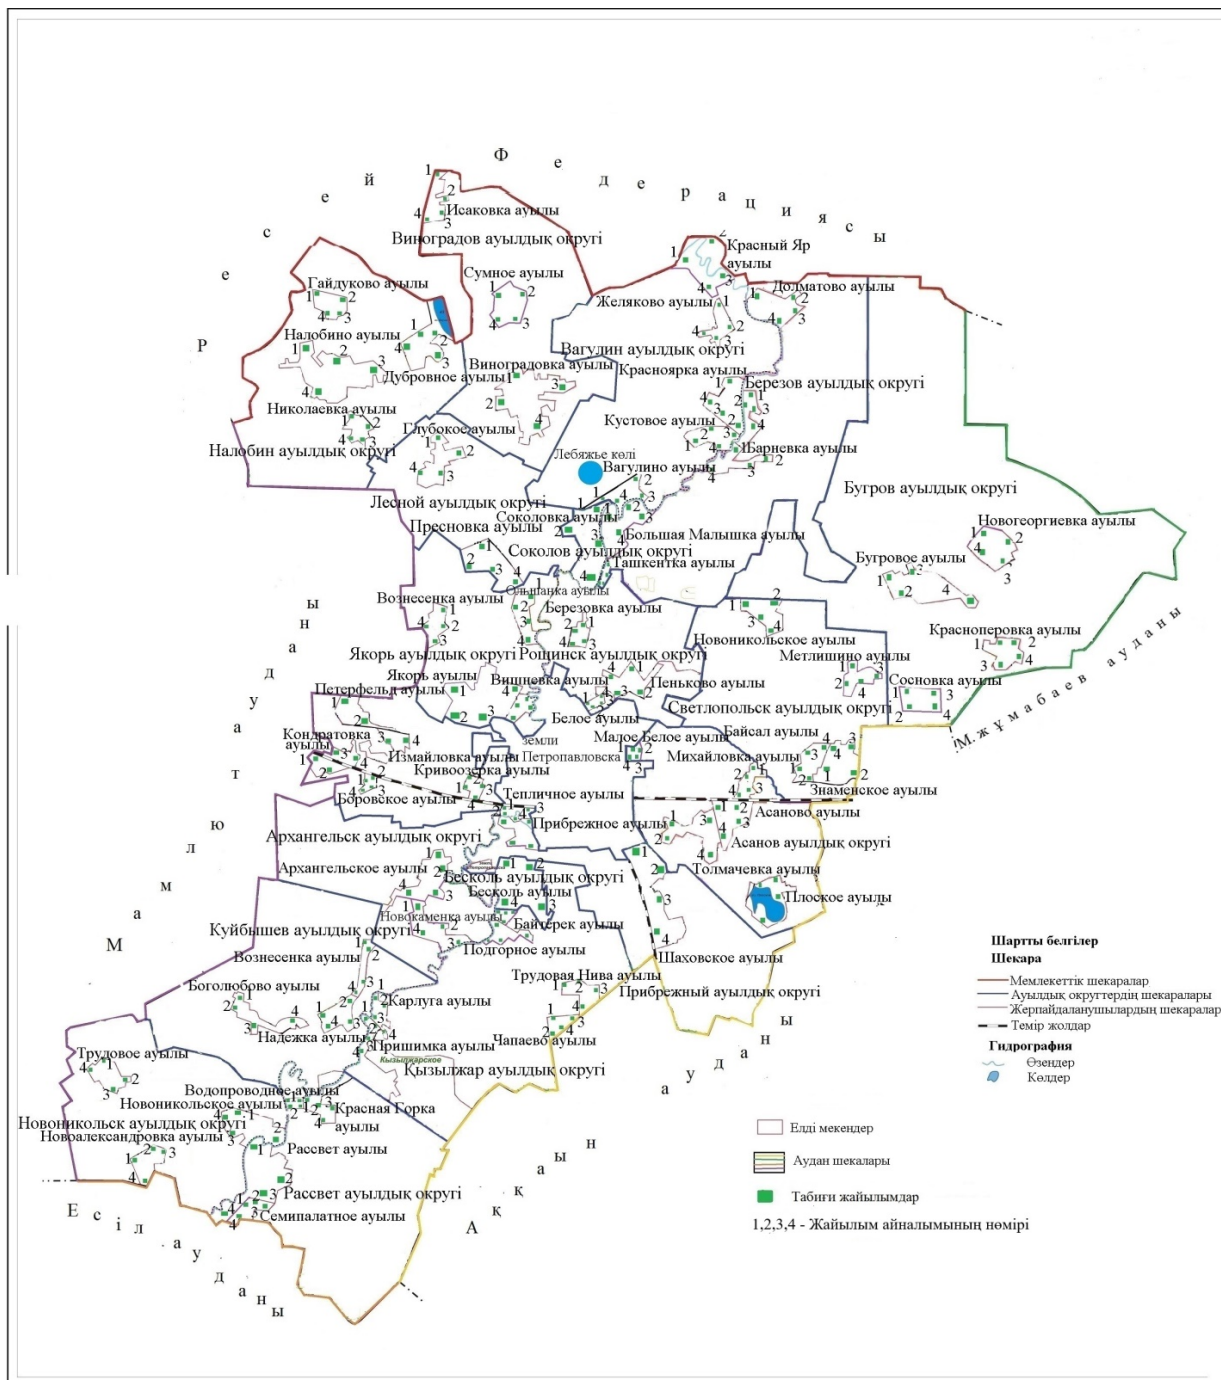 Ресей Федерациясы
Исаковка ауылы
Виноградов ауылдық округі
Красный Яр
ауылы
Гайдуково ауылы
Сумное ауылы
Желяково ауылы
Долматово ауылы
Налобино ауылы
Вагулин ауылдық округі
Дубровное ауылы
Виноградовка ауылы
Красноярка ауылы
Березов ауылдық округі
Николаевка ауылы
Глубокое ауылы
Кустовое ауылы
Налобин ауылдық округі
Шарневка ауылы
Лебяжье көлі
Вагулино ауылы
Бугров ауылдық округі
Лесной ауылдық округі
Соколовка ауылы
Пресновка ауылы
Новогеоргиевка ауылы
Большая Малышка ауылы
Соколов ауылдық округі
Ташкентка ауылы
Бугровое ауылы
Ольшанка ауылы
Вознесенка ауылы
Березовка ауылы
Новоникольское ауылы
Красноперовка ауылы
Якорь ауылдық округі
Рощинск ауылдық округі
Метлишино ауылы
Якорь ауылы
Вишневка ауылы
Пеньково ауылы
Сосновка ауылы
Петерфельд ауылы
Светлопольск ауылдық округі
Белое ауылы
М.жұмабаев ауданы
Кондратовка
ауылы
земли
Петропавловска
Малое Белое ауылы
Байсал ауылы
Измайловка ауылы
Михайловка ауылы
Кривоозерка ауылы
Знаменское ауылы
Боровское ауылы
Тепличное ауылы
Асаново ауылы
Архангельск ауылдық округі
Прибрежное ауылы
Асанов ауылдық округі
Архангельское ауылы
Бесколь ауылдық округі
Толмачевка ауылы
Бесколь ауылы
Плоское ауылы
Новокаменка ауылы
Байтерек ауылы
Куйбышев ауылдық округі
Подгорное ауылы
Вознесенка ауылы
Шаховское ауылы
Мамлют ауданы
Трудовая Нива ауылы
Боголюброво ауылы
Прибрежный ауылдық округі
Карлуга ауылы
Надежка ауылы
Чапаево ауылы
Пришимка ауылы
Кызылжарское
Трудовое ауылы
Қызылжар ауылдық округі
Водопроводное ауылы
Новоникольское ауылы
Красная Горка
ауылы
Новоникольск ауылдық округі
Новоалександровка ауылы
Рассвет ауылы
Рассвет ауылдық округі
Семипалатное ауылы
Есіл ауданы
Аққайын ауданы
Шартты белгілер
Шекара
Мемлекеттік шекаралар
Ауылдық округтердің шекаралары
Жерпайдаланушылардың шекаралар
Темір жолдар
Гидрография
Өзендер
Көлдер
Елді мекендер
Аудан шекалары
Табиғи жайылымдар
1,2,3,4 - Жайылым айналымының нөмірі